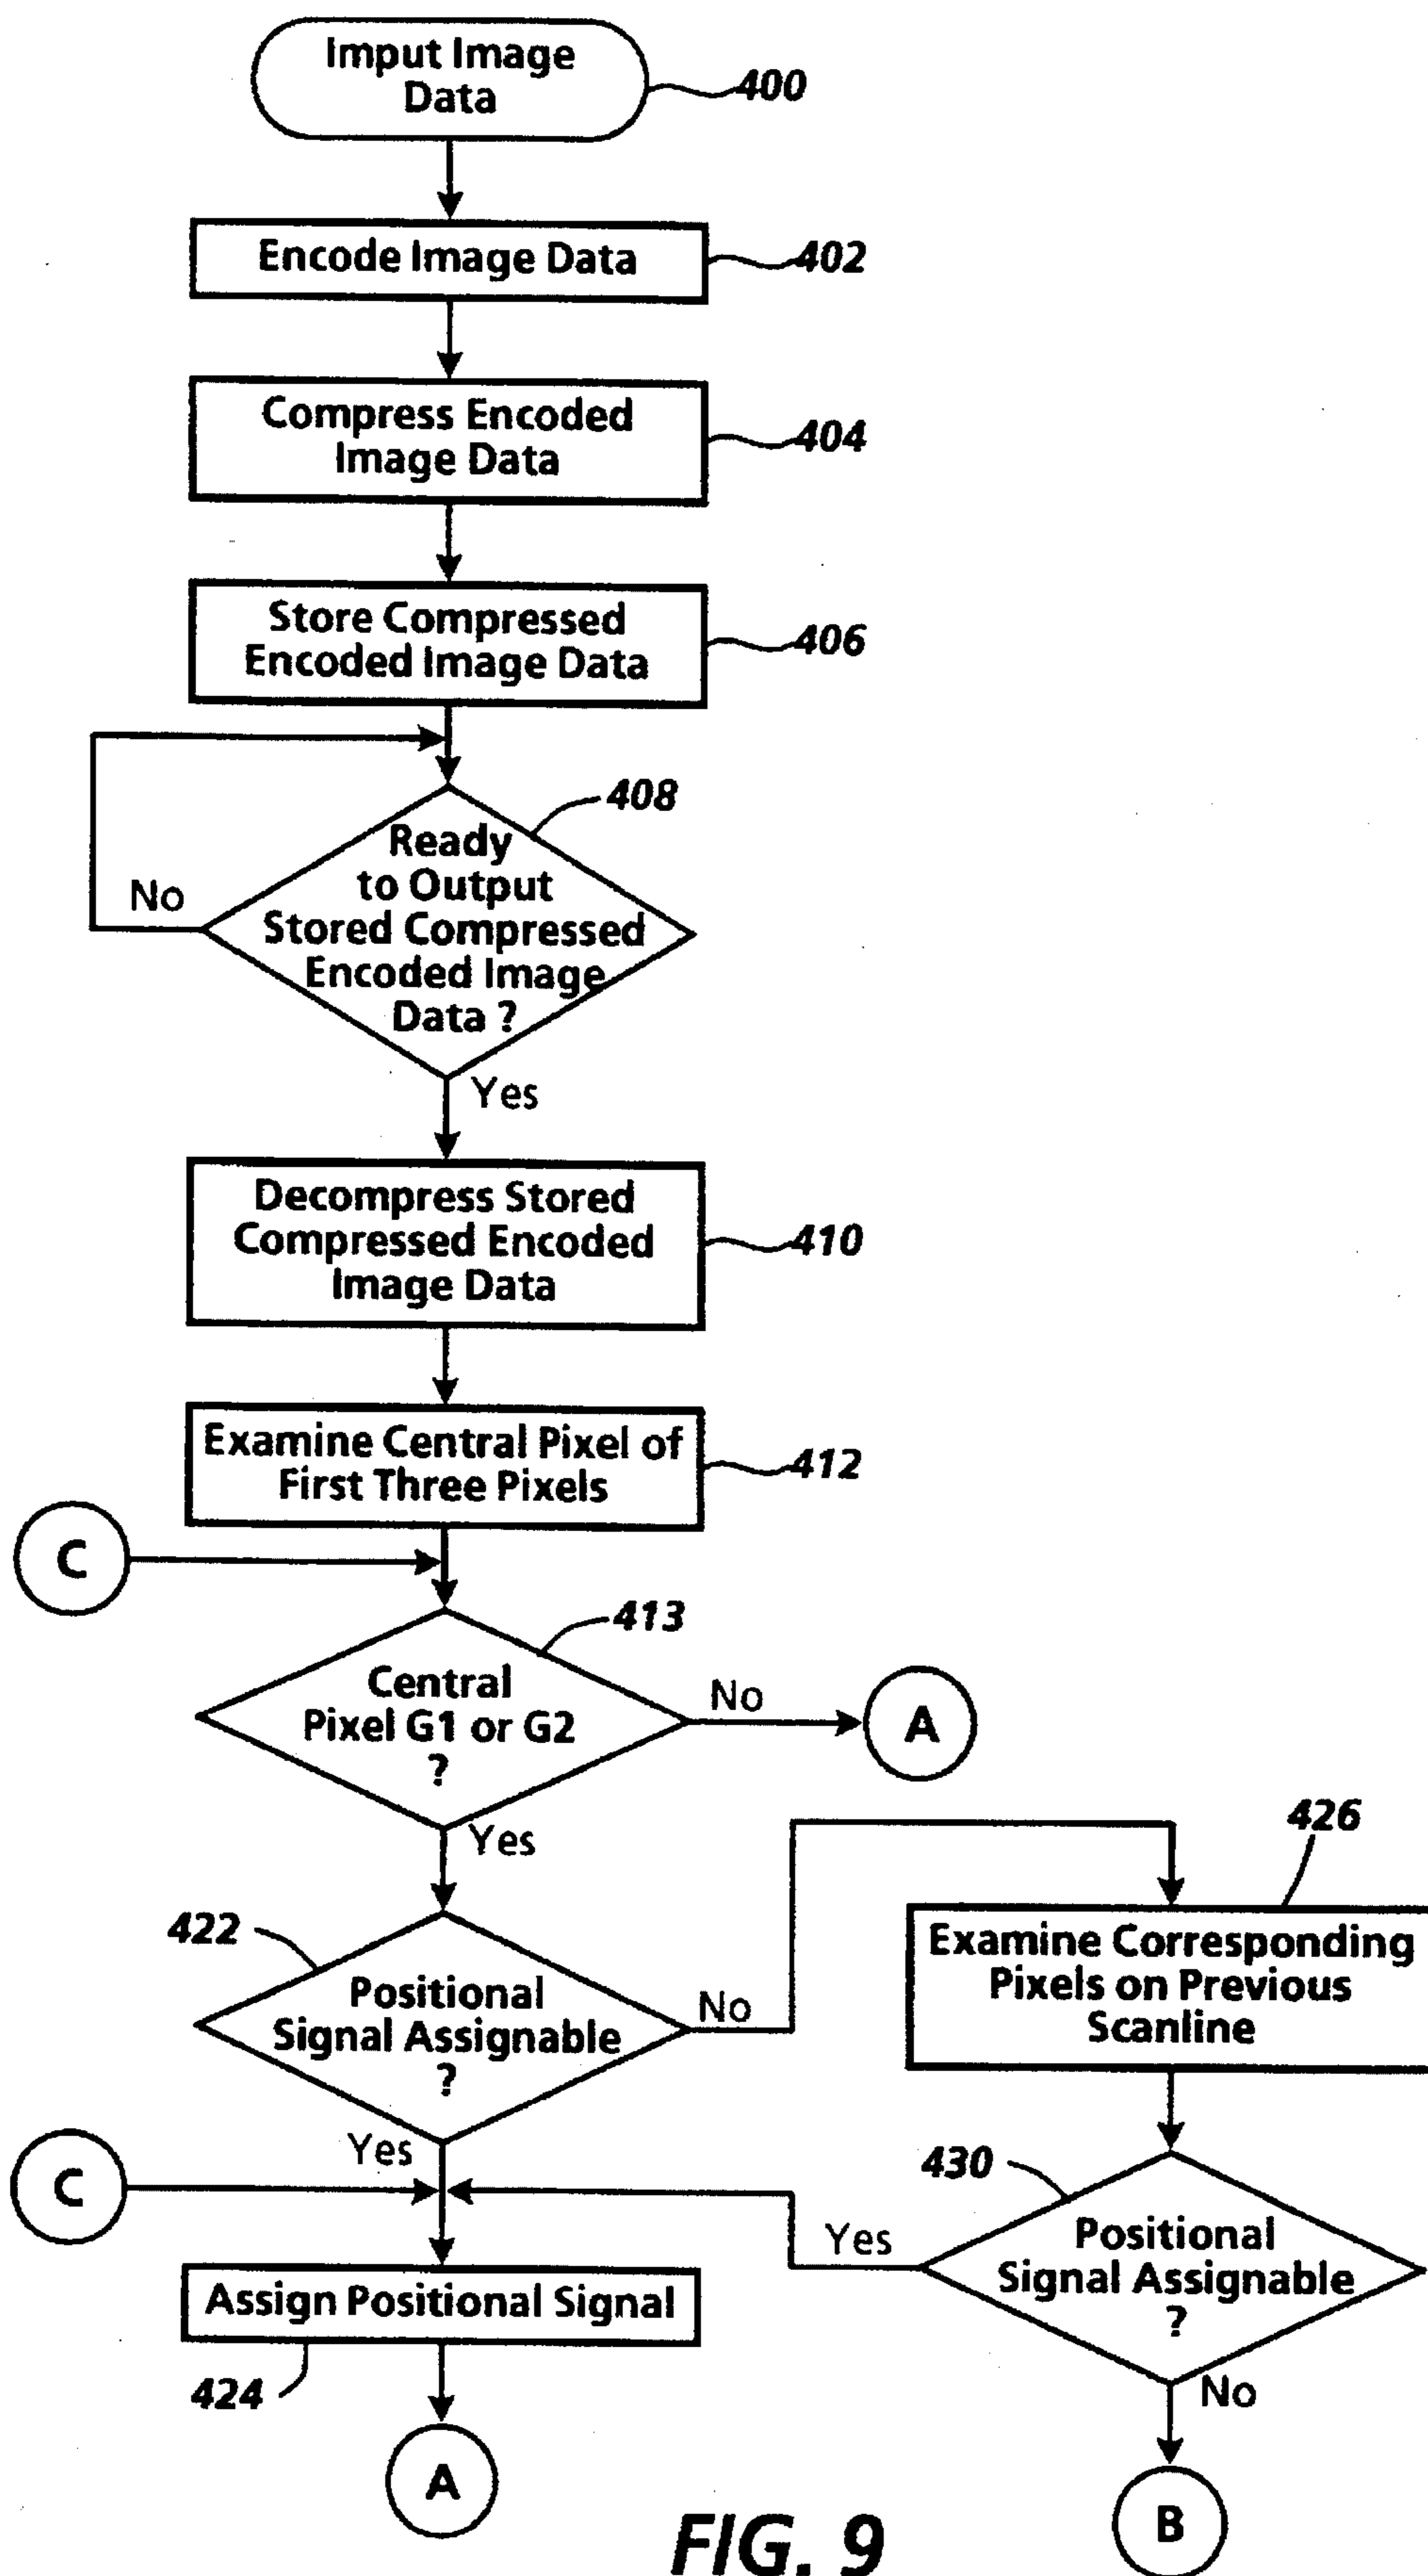 Imput Image
Data
400
Encode Image Data
402
Compress Encoded
Image Data
404
Store Compressed
Encoded Image Data
406
408
Ready
to Output
Stored Compressed
Encoded Image
Data ?
No
Yes
Decompress Stored
Compressed Encoded
Image Data
410
Examine Central Pixel of
First Three Pixels
412
C
413
Central
Pixel G1 or G2
?
No
A
Yes
422
Positional
Signal Assignable
?
No
426
Examine Corresponding
Pixels on Previous
Scanline
Yes
C
430
Positional
Signal Assignable
?
Yes
No
Assign Positional Signal
424
A
B
FIG. 9